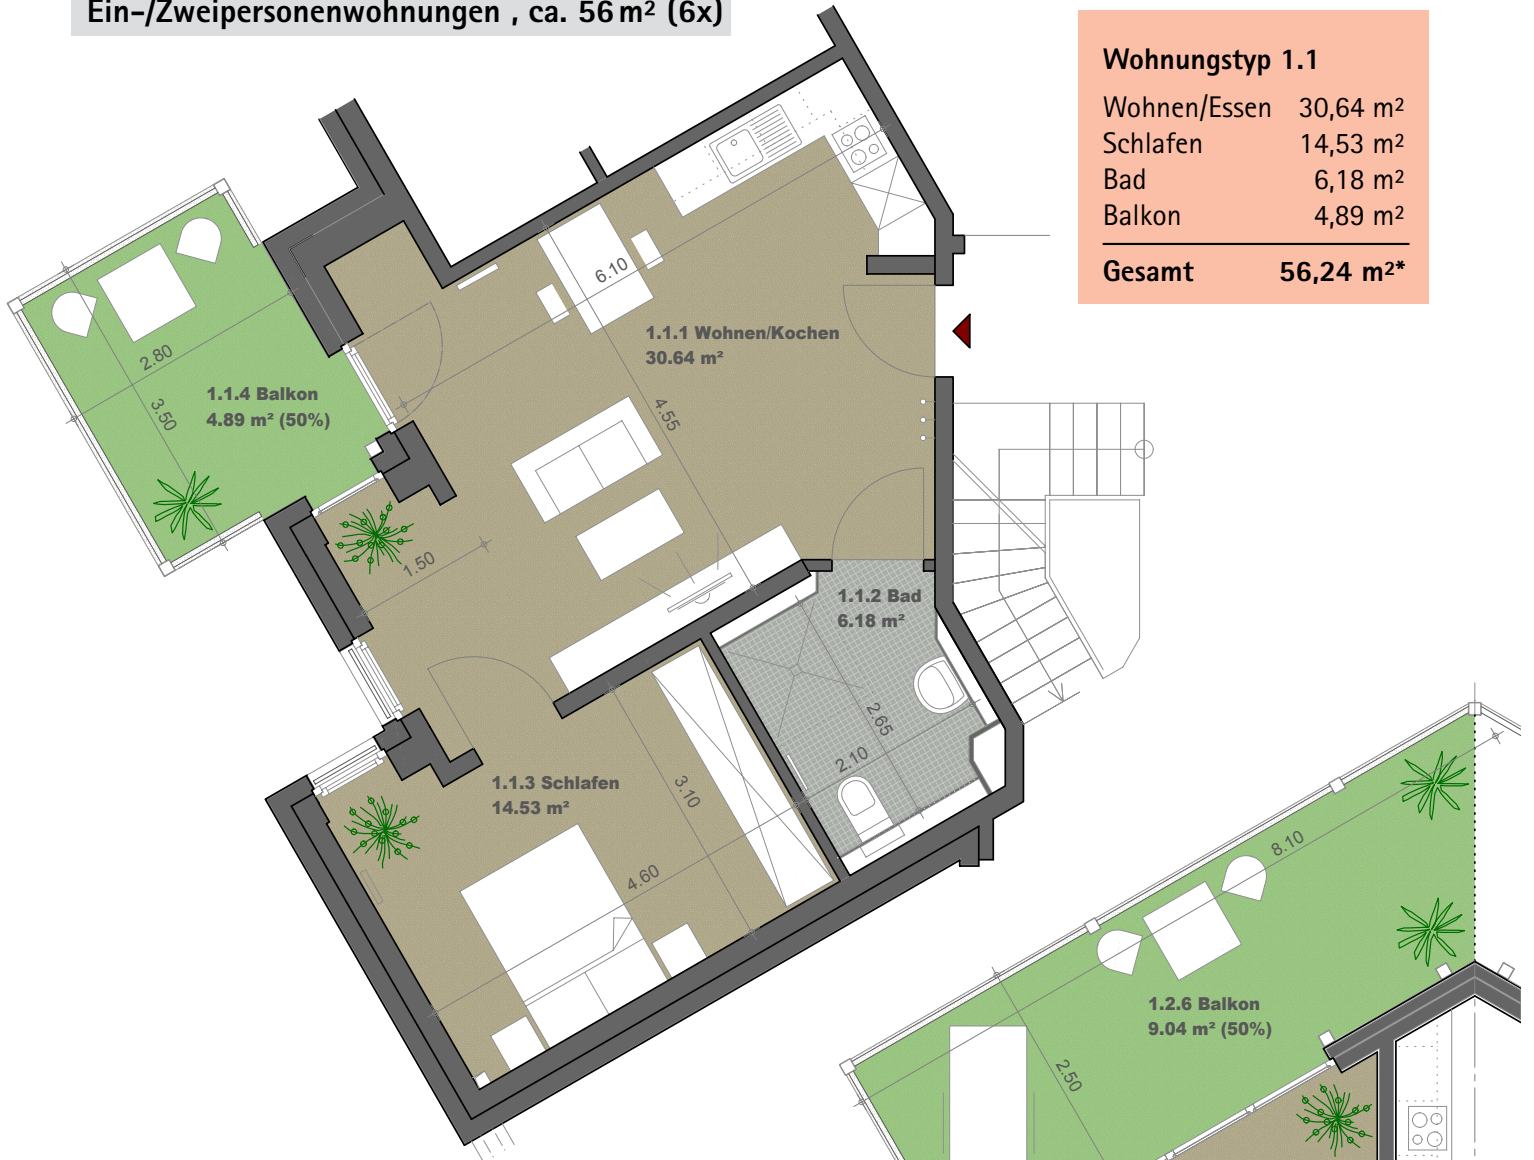 Ein-/Zweipersonenwohnungen , ca. 56 m² (6x)
Wohnungstyp 1.1
Wohnen/Essen 30,64 m²
Schlafen 14,53 m²
Bad 6,18 m²
Balkon 4,89 m²
Gesamt 56,24 m²*
6.10
1.1.1 Wohnen/Kochen
30.64 m²
2.80
3.50
1.1.4 Balkon
4.89 m² (50%)
4.55
1.50
1.1.2 Bad
6.18 m²
2.65
2.10
1.1.3 Schlafen
14.53 m²
3.10
4.60
8.10
1.2.6 Balkon
9.04 m² (50%)
2.50